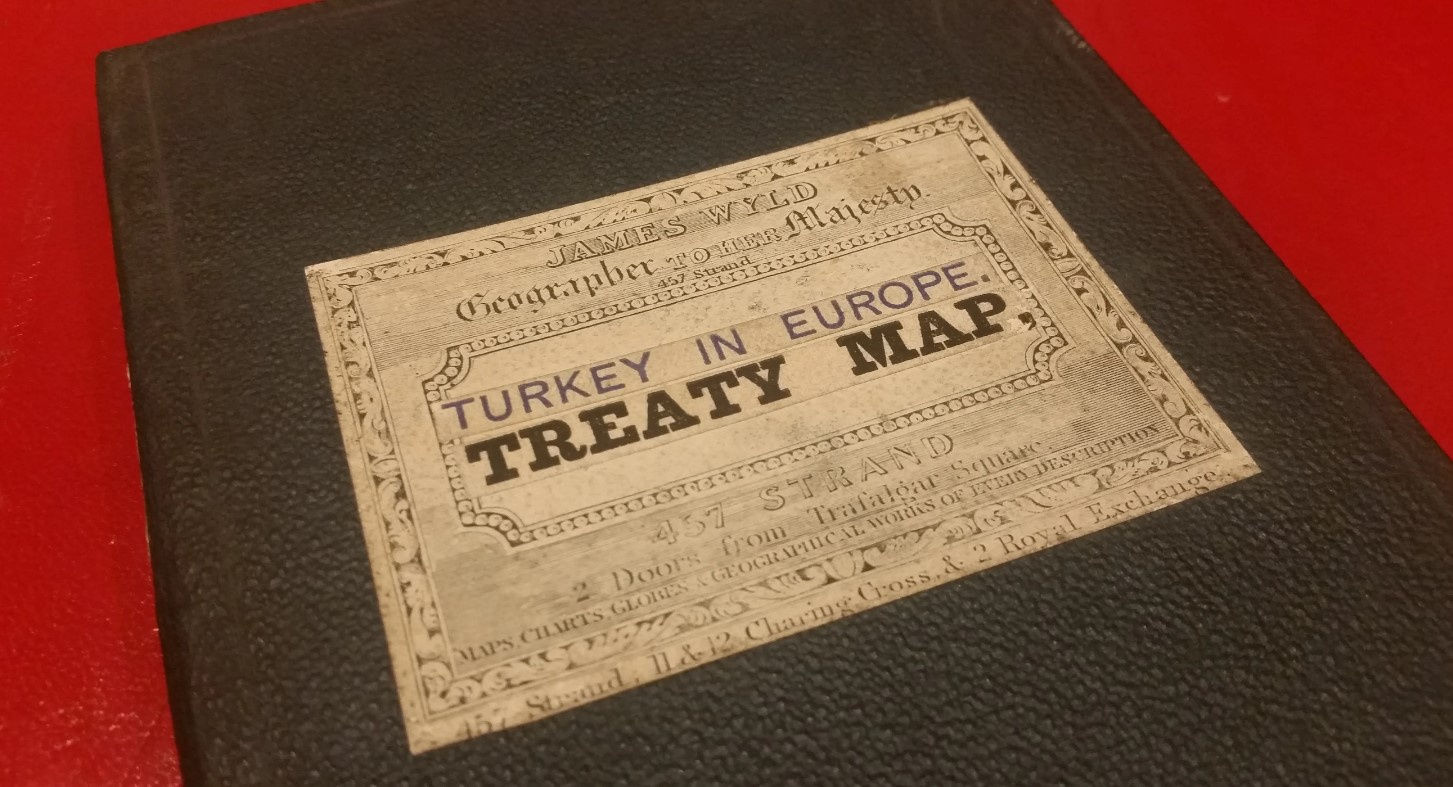 JAMES WYLD
Geographer TO HER Majesty.
457 Strand
TURKEY IN EUROPE.
TREATY MAP,
457 STRAND
2 Doors from Trafalgar Square
MAPS, CHARTS, GLOBES & GEOGRAPHICAL WORKS OF EVERY DESCRIPTION
457 Strand, 11 & 12 Charing Cross, & 2 Royal Exchange